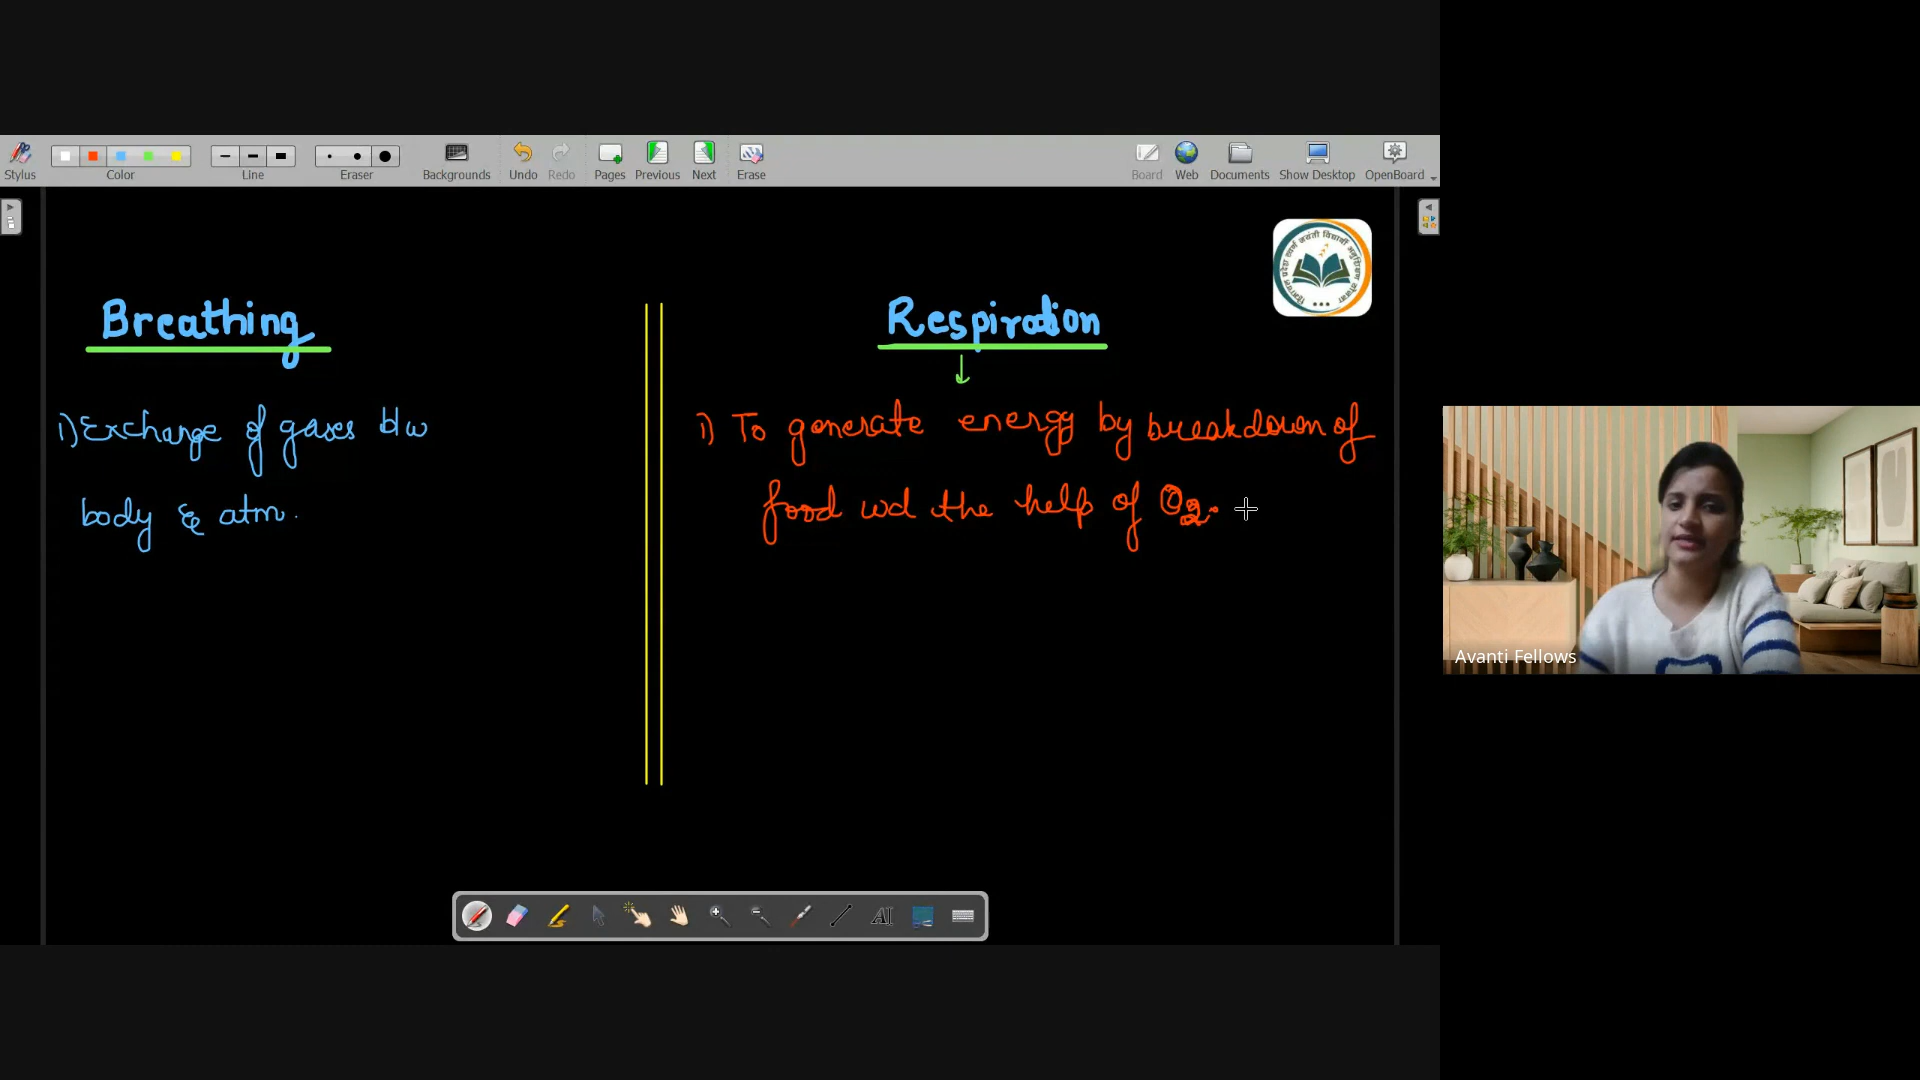 Stylus
Color
Line
Eraser
Backgrounds
Undo
Redo
Pages
Previous
Next
Erase
Board
Web
Documents
Show Desktop
OpenBoard
Breathing
1) Exchange of gases b/w
body & atm.
Respiration
↓
1) To generate energy by breakdown of
food wd the help of O2.
Avanti Fellows
AI